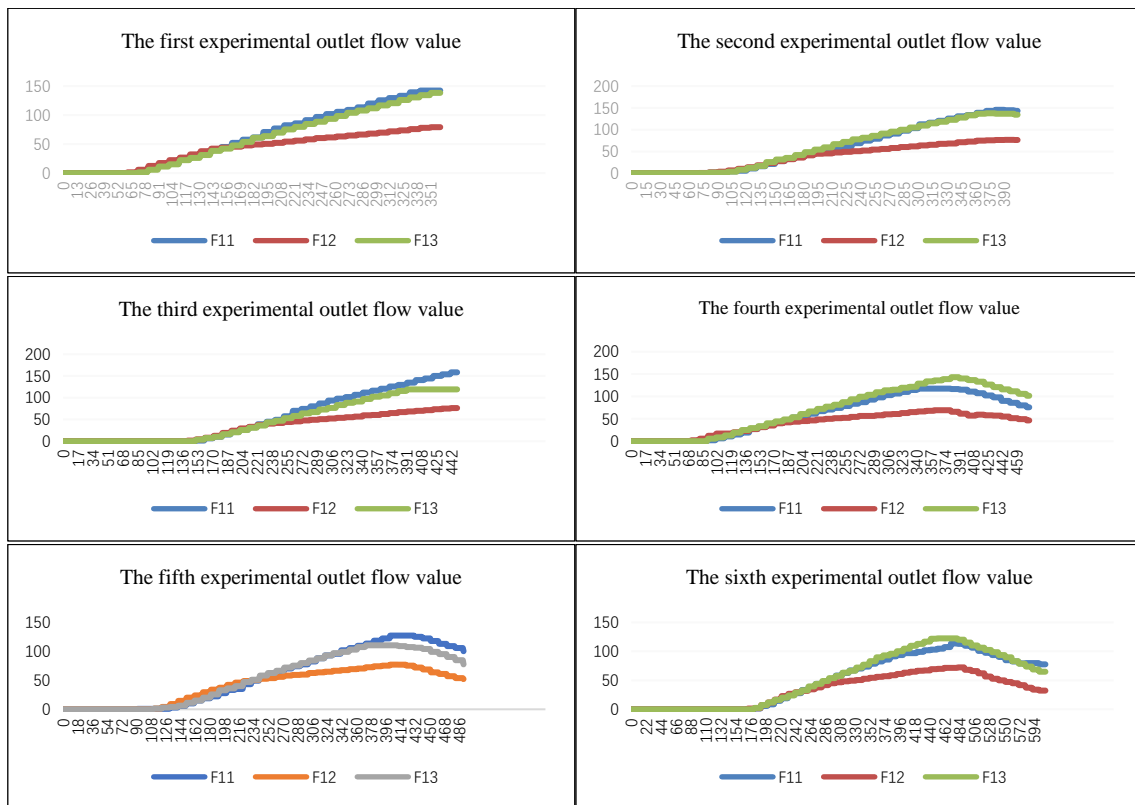 The first experimental outlet flow value
150
100
50
0
0 13 26 39 52 65 78 91 104 117 130 143 156 169 182 195 208 221 234 247 260 273 286 299 312 325 338 351
F11 F12 F13
The second experimental outlet flow value
200
150
100
50
0
0 15 30 45 60 75 90 105 120 135 150 165 180 195 210 225 240 255 270 285 300 315 330 345 360 375 390
F11 F12 F13
The third experimental outlet flow value
200
150
100
50
0
0 17 34 51 68 85 102 119 136 153 170 187 204 221 238 255 272 289 306 323 340 357 374 391 408 425 442
F11 F12 F13
The fourth experimental outlet flow value
200
150
100
50
0
0 17 34 51 68 85 102 119 136 153 170 187 204 221 238 255 272 289 306 323 340 357 374 391 408 425 442 459
F11 F12 F13
The fifth experimental outlet flow value
150
100
50
0
0 18 36 54 72 90 108 126 144 162 180 198 216 234 252 270 288 306 324 342 360 378 396 414 432 450 468 486
F11 F12 F13
The sixth experimental outlet flow value
150
100
50
0
0 22 44 66 88 110 132 154 176 198 220 242 264 286 308 330 352 374 396 418 440 462 484 506 528 550 572 594
F11 F12 F13